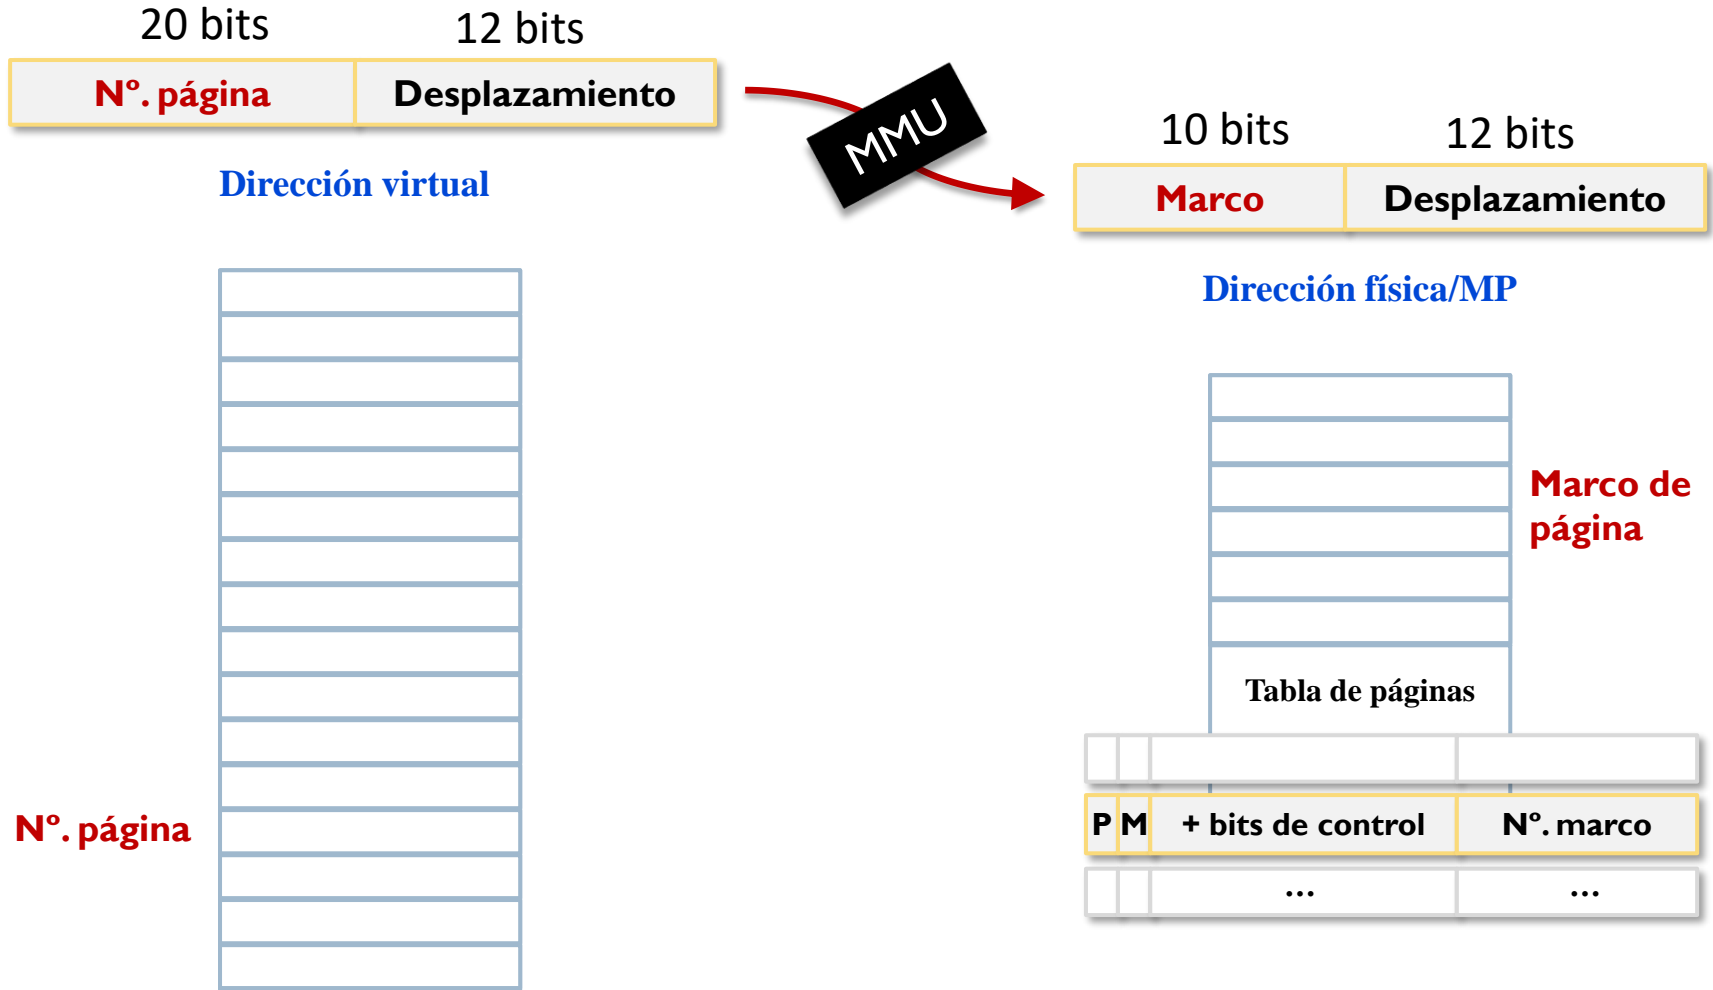 20 bits 12 bits
Nº. página Desplazamiento
Dirección virtual
MMU
10 bits 12 bits
Marco Desplazamiento
Dirección física/MP
Marco de
página
Tabla de páginas
Nº. página
P M + bits de control Nº. marco
... ...